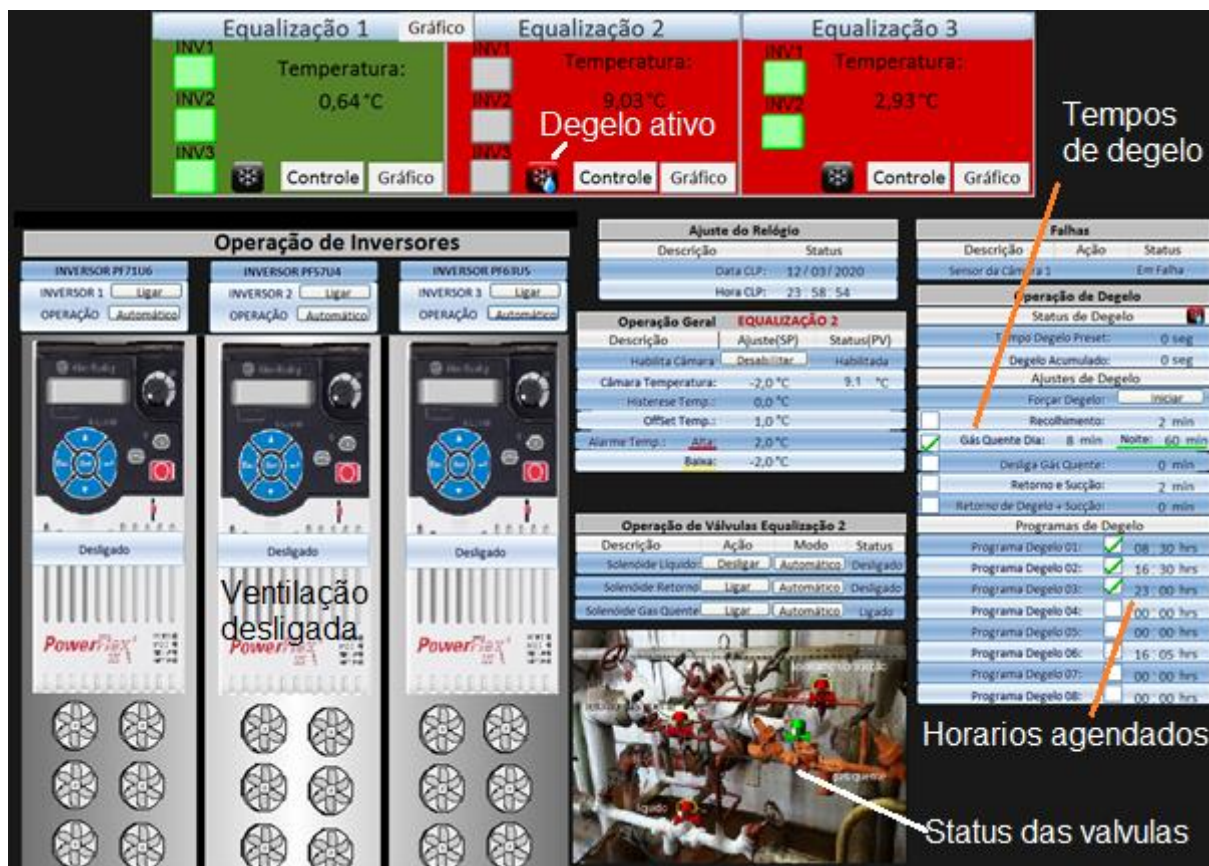 Equalização 1
Gráfico
Equalização 2
Equalização 3
INV1
Temperatura:
INV2
0,64 °C
INV3
Controle
Gráfico
INV1
Temperatura:
INV2
9,03 °C
Degelo ativo
INV3
Controle
Gráfico
INV1
Temperatura:
INV2
2,93 °C
Controle
Gráfico
Tempos
de degelo
Operação de Inversores
INVERSOR PF71U6
INVERSOR 1 Ligar
OPERAÇÃO Automático
Desligado
PowerFlex
INVERSOR PF57U4
INVERSOR 2 Ligar
OPERAÇÃO Automático
Desligado
Ventilação
desligada
PowerFlex
INVERSOR PF63U5
INVERSOR 3 Ligar
OPERAÇÃO Automático
Desligado
PowerFlex
Ajuste do Relógio
Descrição Status
Data CLP: 12 / 03 / 2020
Hora CLP: 23 : 58 : 54
Operação Geral EQUALIZAÇÃO 2
Descrição Ajuste(SP) Status(PV)
Habilita Câmara Desabilitar Habilitada
Câmara Temperatura: -2,0 °C 9.1 °C
Histerese Temp.: 0,0 °C
OffSet Temp.: 1,0 °C
Alarme Temp.: Alta: 2,0 °C
Baixa: -2,0 °C
Operação de Válvulas Equalização 2
Descrição Ação Modo Status
Solenóide Líquido: Desligar Automático Desligado
Solenóide Retorno Ligar Automático Desligado
Solenóide Gas Quente Ligar Automático Ligado
gas quente
líquido
Falhas
Descrição Ação Status
Sensor da Câmara 1 Em Falha
Operação de Degelo
Status de Degelo
Tempo Degelo Preset: 0 seg
Degelo Acumulado: 0 seg
Ajustes de Degelo
Forçar Degelo: Iniciar
Recolhimento: 2 min
Gás Quente Dia: 8 min Noite: 60 min
Desliga Gás Quente: 0 min
Retorno e Sucção: 2 min
Retorno de Degelo + Sucção: 0 min
Programas de Degelo
Programa Degelo 01: 08 : 30 hrs
Programa Degelo 02: 16 : 30 hrs
Programa Degelo 03: 23 : 00 hrs
Programa Degelo 04: 00 : 00 hrs
Programa Degelo 05: 00 : 00 hrs
Programa Degelo 06: 16 : 05 hrs
Programa Degelo 07: 00 : 00 hrs
Programa Degelo 08: 00 : 00 hrs
Horarios agendados
Status das valvulas